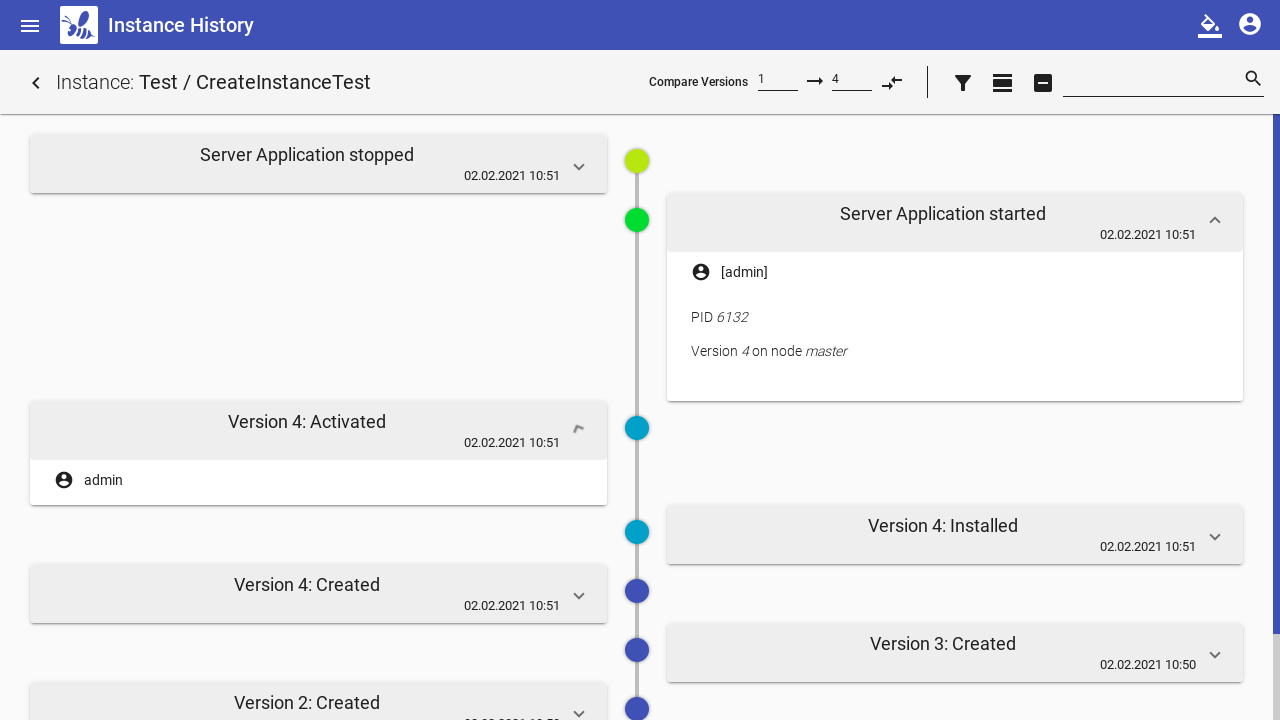 Instance History
Instance: Test / CreateInstanceTest
Compare Versions 1 4
Server Application stopped
02.02.2021 10:51
Server Application started
02.02.2021 10:51
[admin]
PID 6132
Version 4 on node master
Version 4: Activated
02.02.2021 10:51
admin
Version 4: Installed
02.02.2021 10:51
Version 4: Created
02.02.2021 10:51
Version 3: Created
02.02.2021 10:50
Version 2: Created